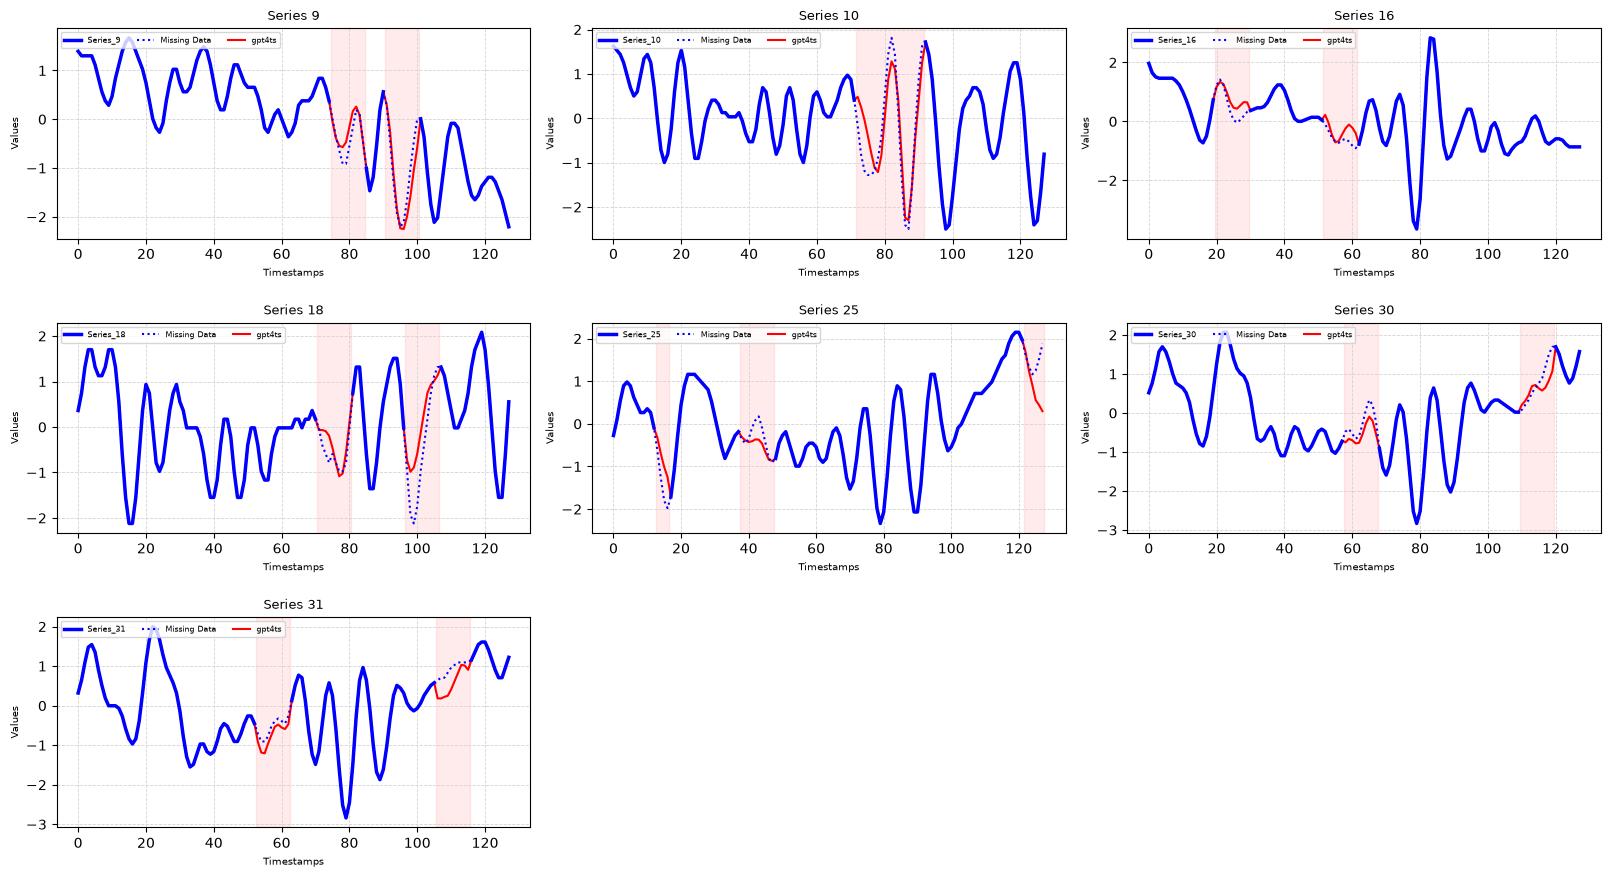 Series 9
Series_9 Missing Data gpt4ts
Values
1
0
−1
−2
0 20 40 60 80 100 120
Timestamps
Series 10
Series_10 Missing Data gpt4ts
Values
2
1
0
−1
−2
0 20 40 60 80 100 120
Timestamps
Series 16
Series_16 Missing Data gpt4ts
Values
2
0
−2
0 20 40 60 80 100 120
Timestamps
Series 18
Series_18 Missing Data gpt4ts
Values
2
1
0
−1
−2
0 20 40 60 80 100 120
Timestamps
Series 25
Series_25 Missing Data gpt4ts
Values
2
1
0
−1
−2
0 20 40 60 80 100 120
Timestamps
Series 30
Series_30 Missing Data gpt4ts
Values
2
1
0
−1
−2
−3
0 20 40 60 80 100 120
Timestamps
Series 31
Series_31 Missing Data gpt4ts
Values
2
1
0
−1
−2
−3
0 20 40 60 80 100 120
Timestamps